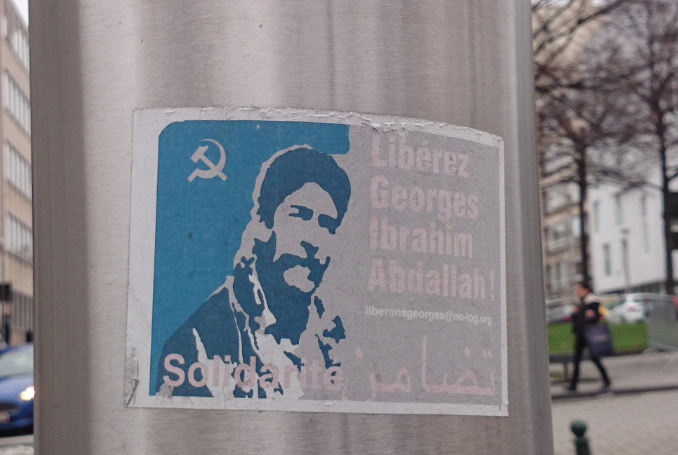 Libérez
Georges
Ibrahim
Abdallah!
liberonsgeorges@no-log.org
Solidarité تضامن